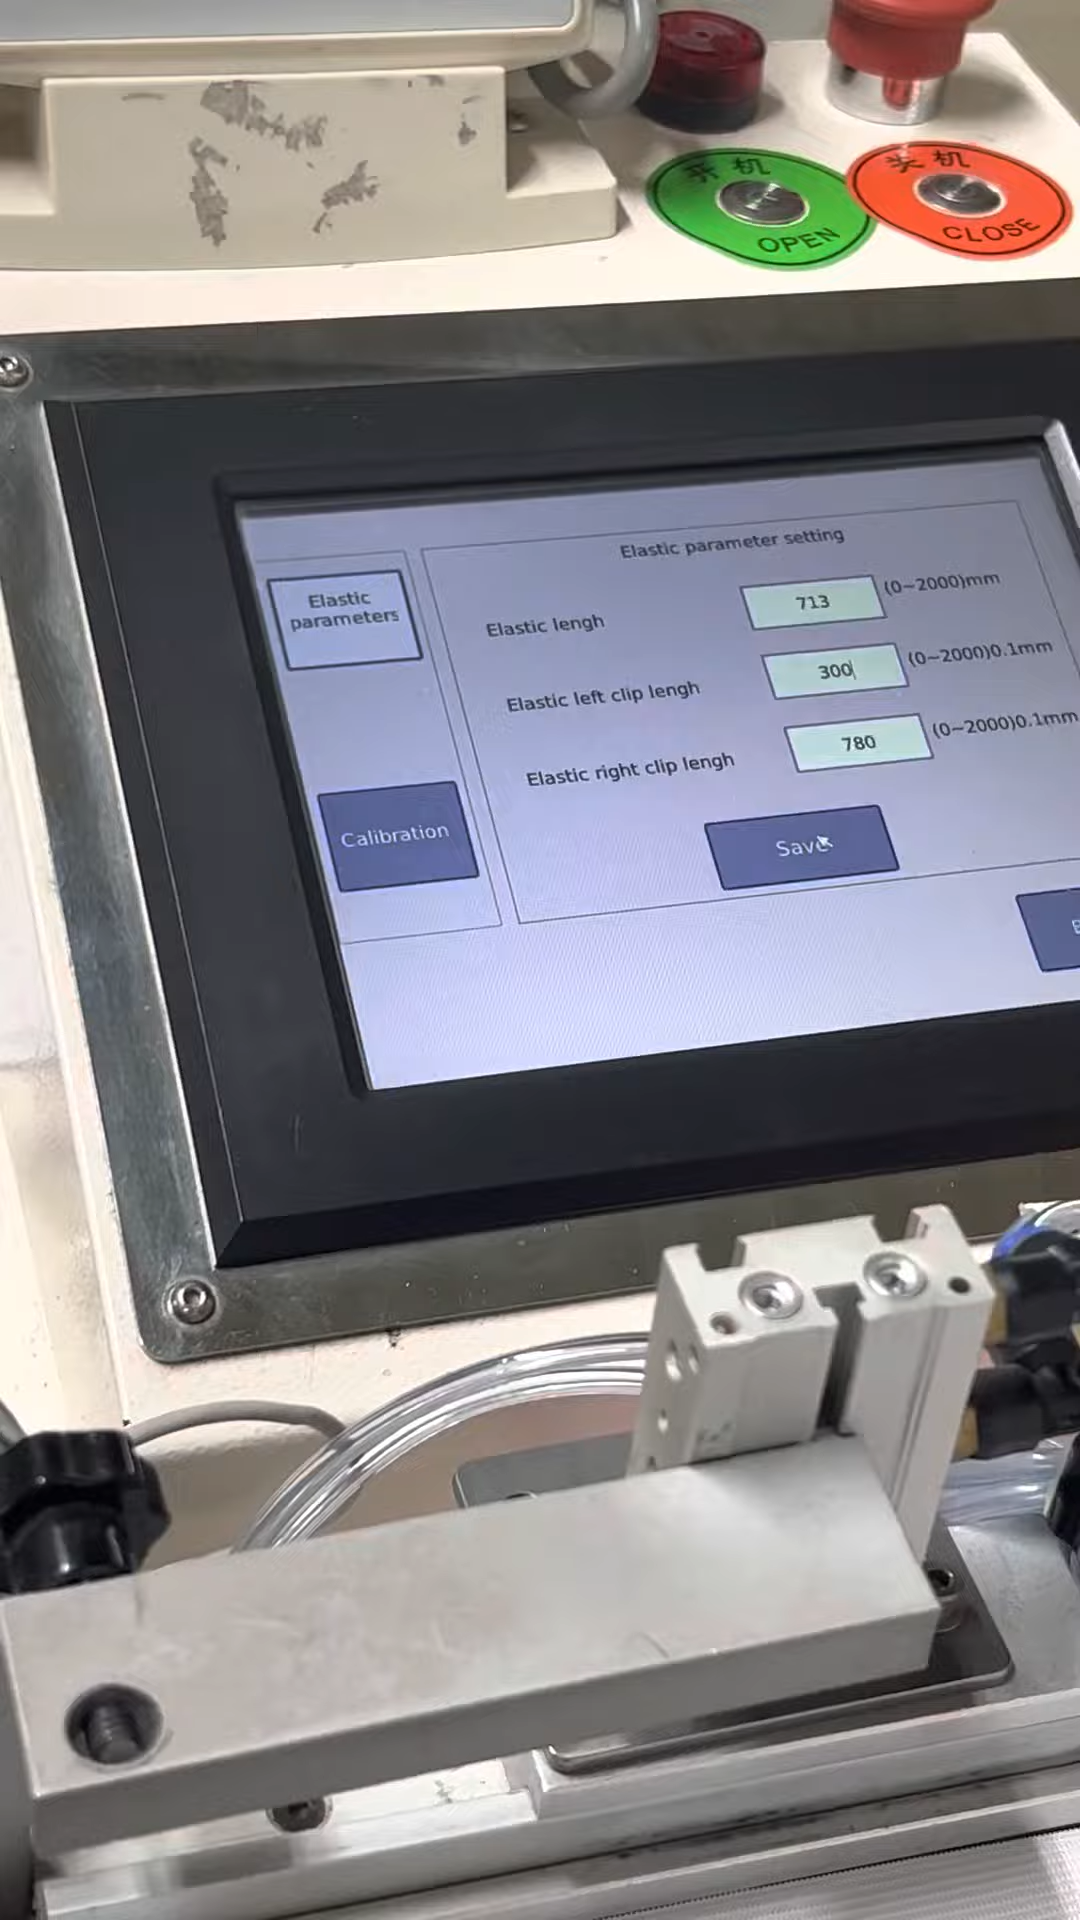 开机
OPEN
关机
CLOSE
Elastic parameter setting
Elastic
parameters
Elastic lengh
713
(0~2000)mm
Elastic left clip lengh
300
(0~2000)0.1mm
Elastic right clip lengh
780
(0~2000)0.1mm
Calibration
Save